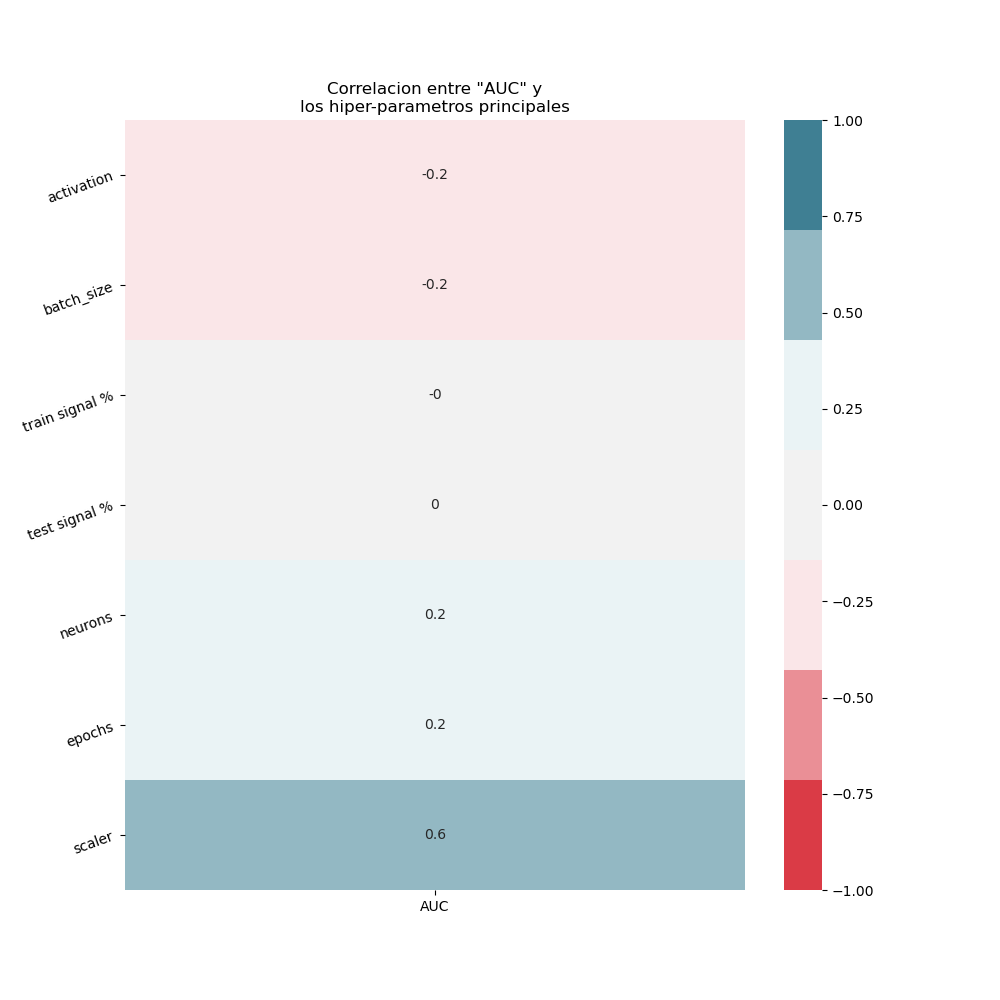 Correlacion entre "AUC" y
los hiper-parametros principales
activation
-0.2
batch_size
-0.2
train signal %
-0
test signal %
0
neurons
0.2
epochs
0.2
scaler
0.6
AUC
1.00
0.75
0.50
0.25
0.00
−0.25
−0.50
−0.75
−1.00